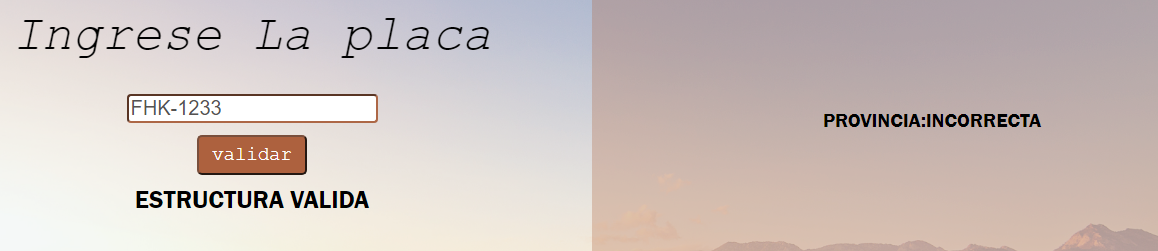 Ingrese La placa
FHK-1233
validar
ESTRUCTURA VALIDA
PROVINCIA:INCORRECTA